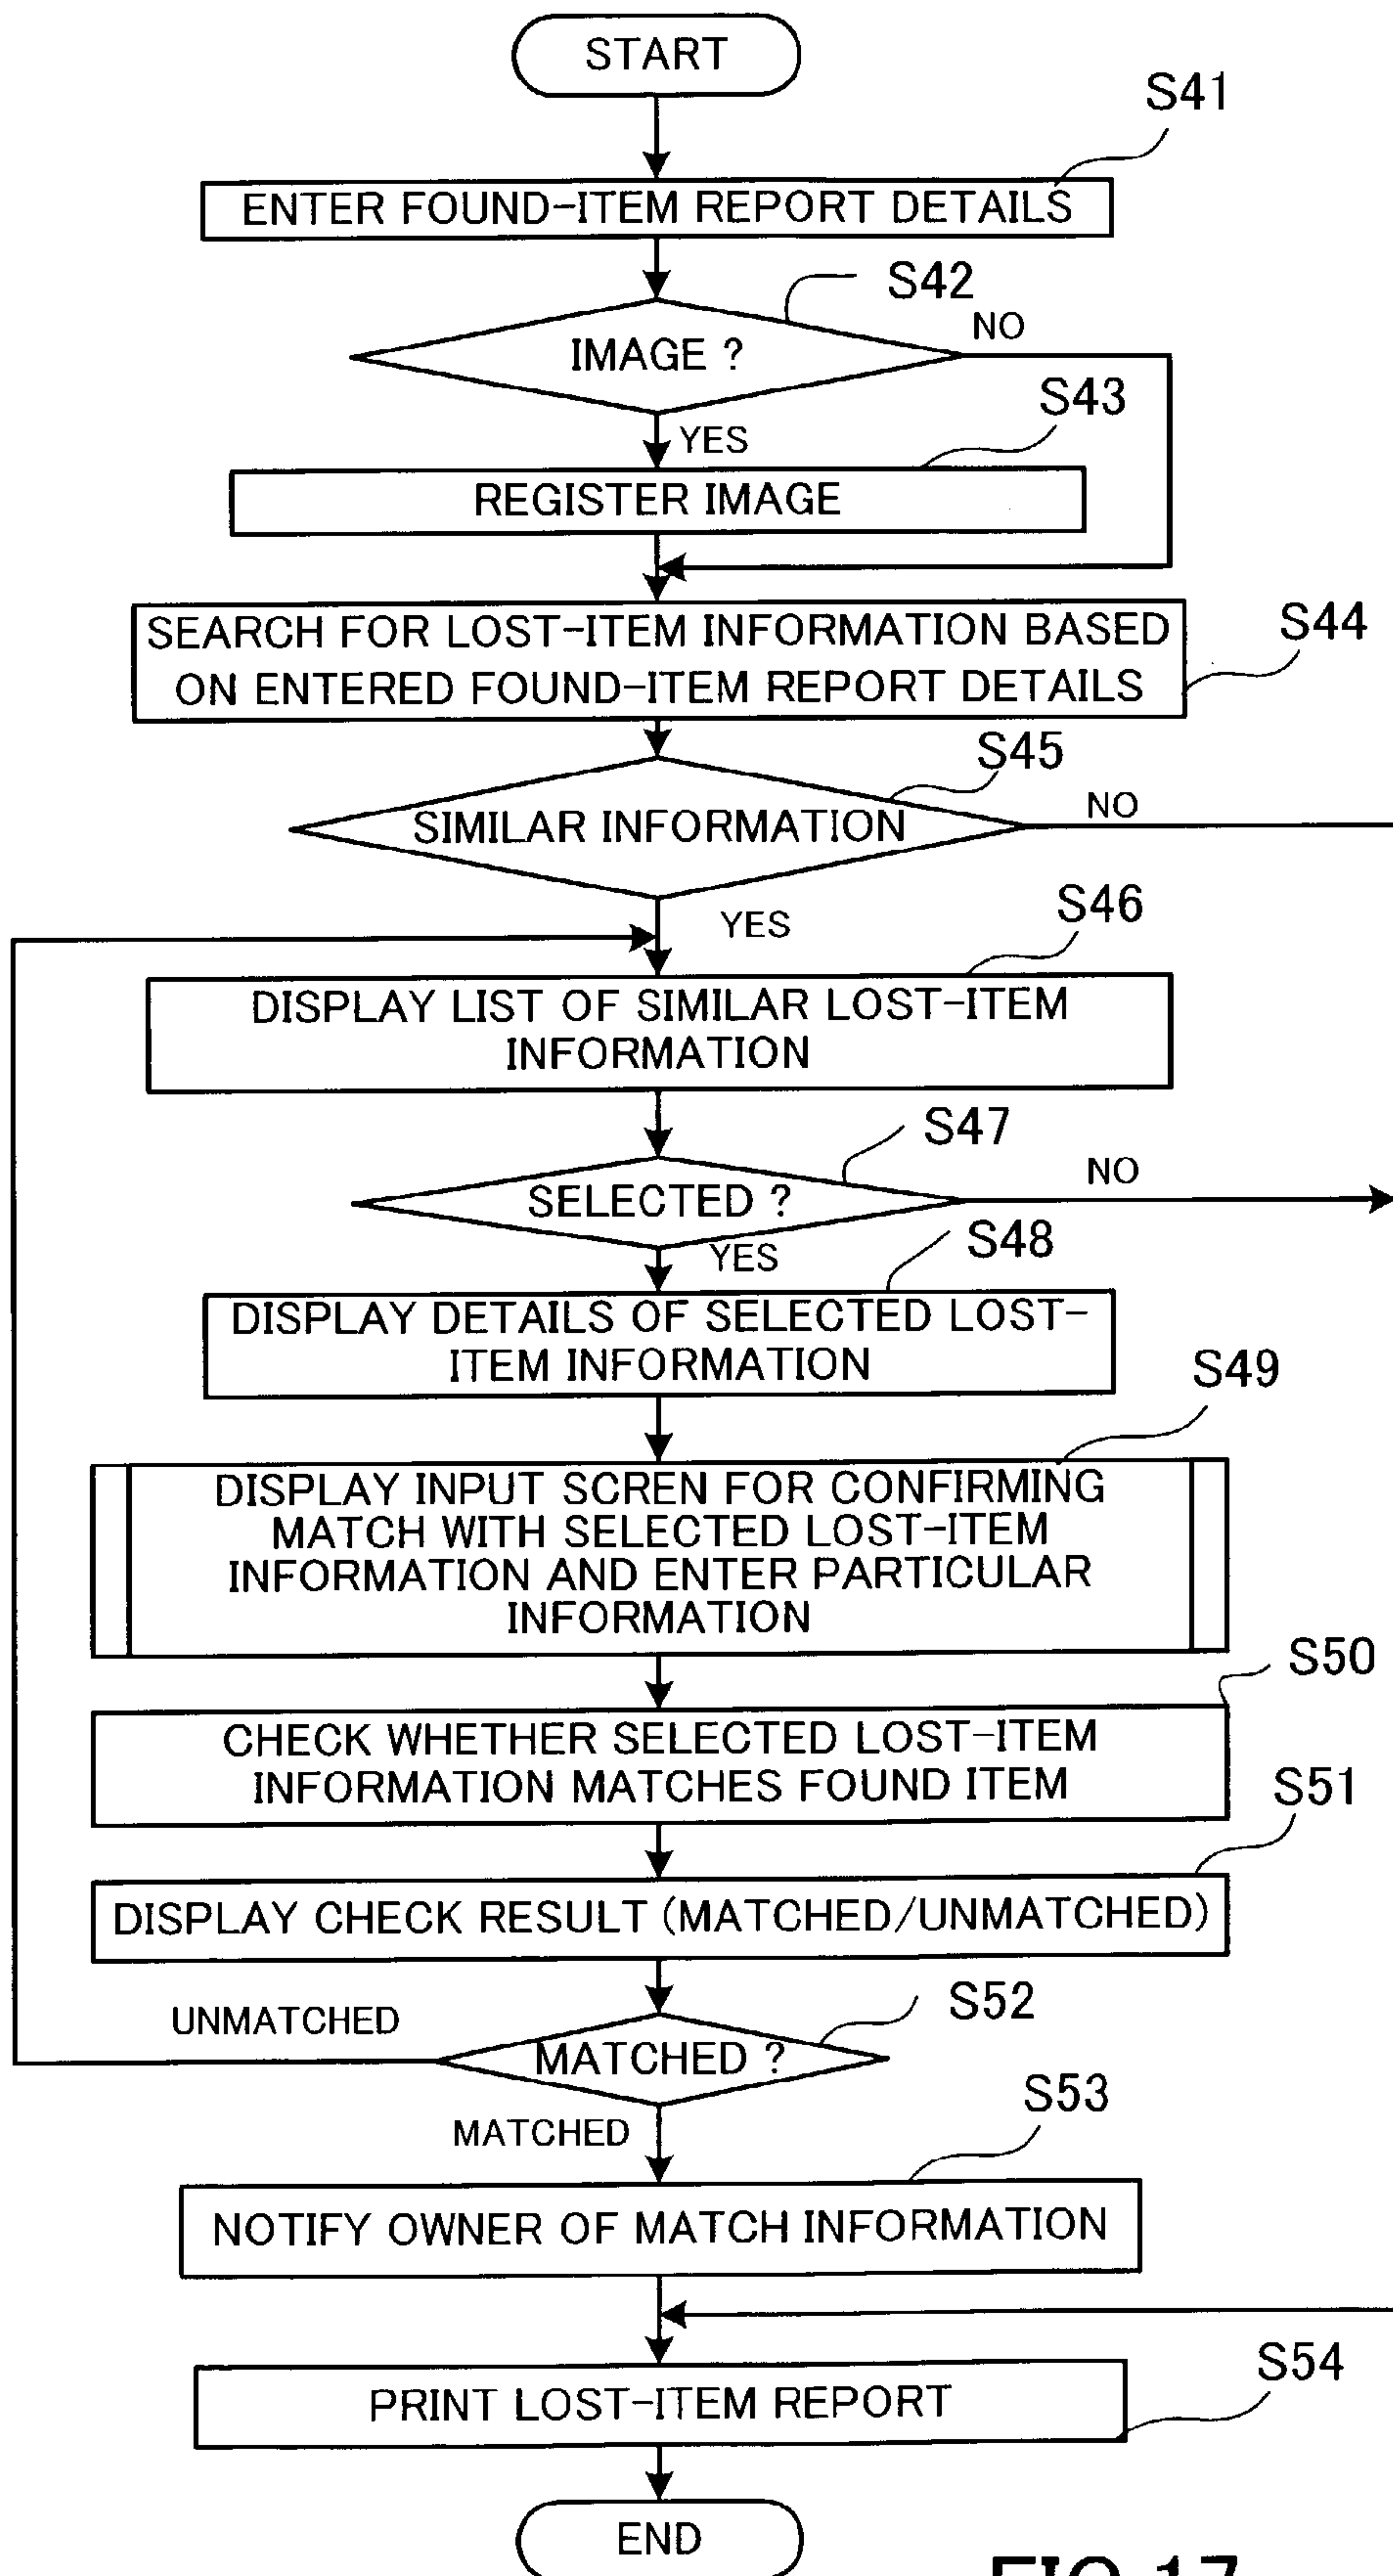 START
S41
ENTER FOUND-ITEM REPORT DETAILS
S42
IMAGE ?
NO
YES
S43
REGISTER IMAGE
SEARCH FOR LOST-ITEM INFORMATION BASED
ON ENTERED FOUND-ITEM REPORT DETAILS
S44
S45
SIMILAR INFORMATION
NO
YES
S46
DISPLAY LIST OF SIMILAR LOST-ITEM
INFORMATION
S47
SELECTED ?
NO
YES
S48
DISPLAY DETAILS OF SELECTED LOST-
ITEM INFORMATION
S49
DISPLAY INPUT SCREN FOR CONFIRMING
MATCH WITH SELECTED LOST-ITEM
INFORMATION AND ENTER PARTICULAR
INFORMATION
S50
CHECK WHETHER SELECTED LOST-ITEM
INFORMATION MATCHES FOUND ITEM
S51
DISPLAY CHECK RESULT (MATCHED/UNMATCHED)
S52
UNMATCHED
MATCHED ?
MATCHED
S53
NOTIFY OWNER OF MATCH INFORMATION
S54
PRINT LOST-ITEM REPORT
END
FIG.17